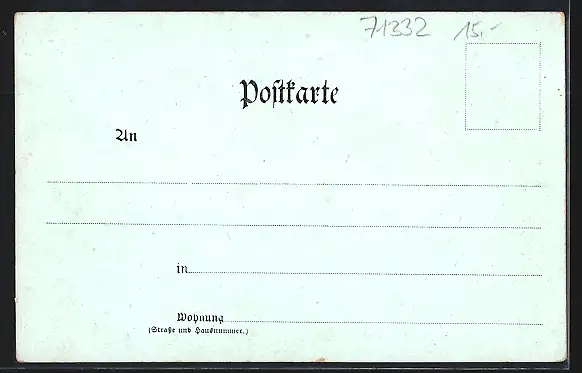 71332 15,-
Postkarte
An
in
Wohnung
(Straße und Hausnummer.)